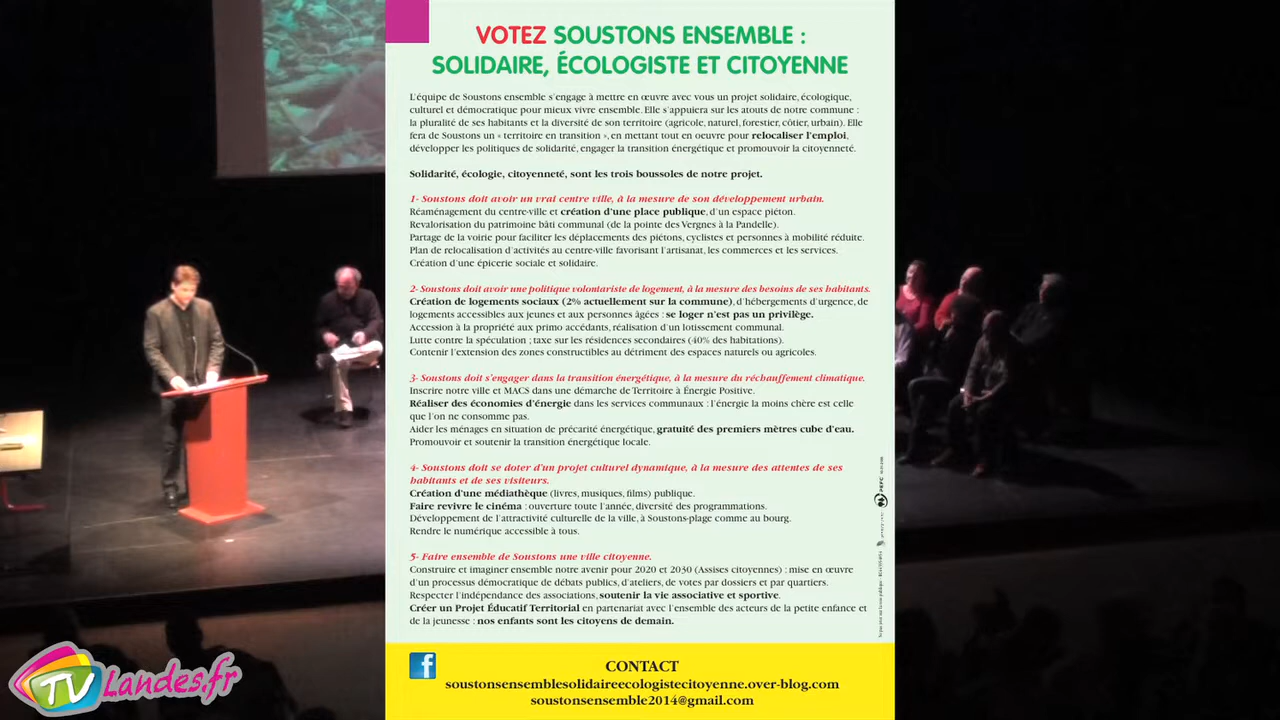 VOTEZ SOUSTONS ENSEMBLE :
SOLIDAIRE, ÉCOLOGISTE ET CITOYENNE
L'équipe de Soustons ensemble s'engage à mettre en œuvre avec vous un projet solidaire, écologique,
culturel et démocratique pour mieux vivre ensemble. Elle s'appuiera sur les atouts de notre commune :
la pluralité de ses habitants et la diversité de son territoire (agricole, naturel, forestier, côtier, urbain). Elle
fera de Soustons un « territoire en transition », en mettant tout en oeuvre pour relocaliser l'emploi,
développer les politiques de solidarité, engager la transition énergétique et promouvoir la citoyenneté.
Solidarité, écologie, citoyenneté, sont les trois boussoles de notre projet.
1- Soustons doit avoir un vrai centre ville, à la mesure de son développement urbain.
Réaménagement du centre-ville et création d'une place publique, d'un espace piéton.
Revalorisation du patrimoine bâti communal (de la pointe des Vergnes à la Pandelle).
Partage de la voirie pour faciliter les déplacements des piétons, cyclistes et personnes à mobilité réduite.
Plan de relocalisation d'activités au centre-ville favorisant l'artisanat, les commerces et les services.
Création d'une épicerie sociale et solidaire.
2- Soustons doit avoir une politique volontariste de logement, à la mesure des besoins de ses habitants.
Création de logements sociaux (2% actuellement sur la commune), d'hébergements d'urgence, de
logements accessibles aux jeunes et aux personnes âgées : se loger n'est pas un privilège.
Accession à la propriété aux primo accédants, réalisation d'un lotissement communal.
Lutte contre la spéculation ; taxe sur les résidences secondaires (40% des habitations).
Contenir l'extension des zones constructibles au détriment des espaces naturels ou agricoles.
3- Soustons doit s'engager dans la transition énergétique, à la mesure du réchauffement climatique.
Inscrire notre ville et MACS dans une démarche de Territoire à Énergie Positive.
Réaliser des économies d'énergie dans les services communaux : l'énergie la moins chère est celle
que l'on ne consomme pas.
Aider les ménages en situation de précarité énergétique, gratuité des premiers mètres cube d'eau.
Promouvoir et soutenir la transition énergétique locale.
4- Soustons doit se doter d'un projet culturel dynamique, à la mesure des attentes de ses
habitants et de ses visiteurs.
Création d'une médiathèque (livres, musiques, films) publique.
Faire revivre le cinéma : ouverture toute l'année, diversité des programmations.
Développement de l'attractivité culturelle de la ville, à Soustons-plage comme au bourg.
Rendre le numérique accessible à tous.
5- Faire ensemble de Soustons une ville citoyenne.
Construire et imaginer ensemble notre avenir pour 2020 et 2030 (Assises citoyennes) : mise en œuvre
d'un processus démocratique de débats publics, d'ateliers, de votes par dossiers et par quartiers.
Respecter l'indépendance des associations, soutenir la vie associative et sportive.
Créer un Projet Éducatif Territorial en partenariat avec l'ensemble des acteurs de la petite enfance et
de la jeunesse : nos enfants sont les citoyens de demain.
PEFC
f
CONTACT
soustonsensemblesolidaireecologistecitoyenne.over-blog.com
soustonsensemble2014@gmail.com
TV Landes.fr